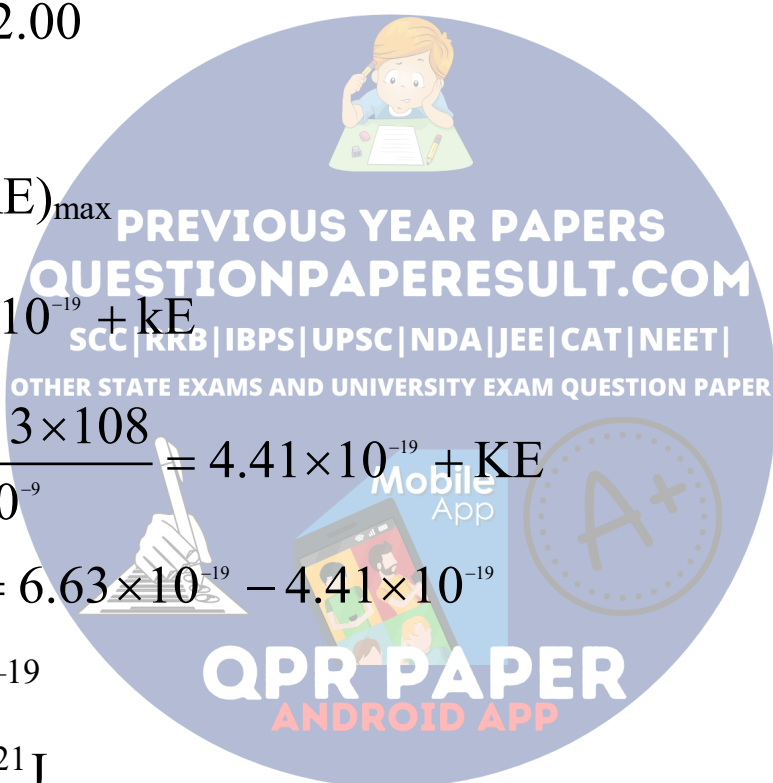 2.00
E)max
PREVIOUS YEAR PAPERS
QUESTIONPAPERESULT.COM
10⁻¹⁹ + kE
SCC|RRB|IBPS|UPSC|NDA|JEE|CAT|NEET|
OTHER STATE EXAMS AND UNIVERSITY EXAM QUESTION PAPER
3×108
0⁻⁹
= 4.41×10⁻¹⁹ + KE
Mobile
App
A+
= 6.63×10⁻¹⁹ − 4.41×10⁻¹⁹
QPR PAPER
–19
ANDROID APP
21J